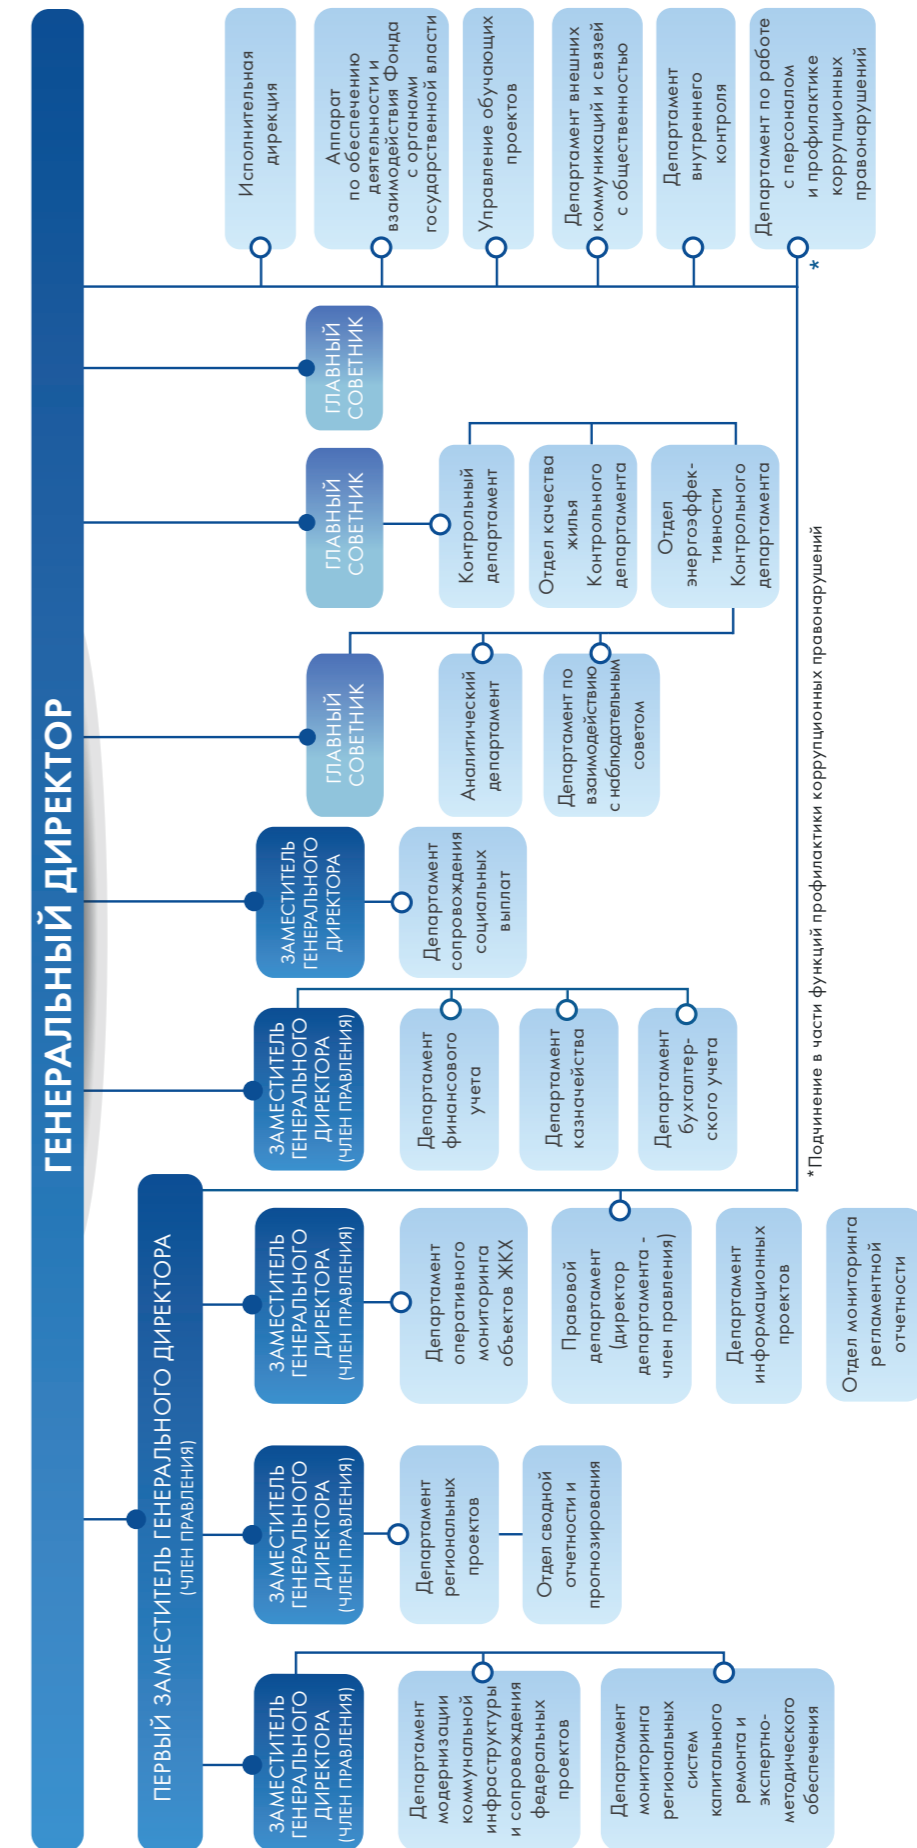 ГЕНЕРАЛЬНЫЙ ДИРЕКТОР
ПЕРВЫЙ ЗАМЕСТИТЕЛЬ ГЕНЕРАЛЬНОГО ДИРЕКТОРА
(ЧЛЕН ПРАВЛЕНИЯ)
ЗАМЕСТИТЕЛЬ
ГЕНЕРАЛЬНОГО
ДИРЕКТОРА
(ЧЛЕН ПРАВЛЕНИЯ)
Департамент
модернизации
коммунальной
инфраструктуры
и сопровождения
федеральных
проектов
Департамент
мониторинга
региональных
систем
капитального
ремонта и
экспертно-
методического
обеспечения
ЗАМЕСТИТЕЛЬ
ГЕНЕРАЛЬНОГО
ДИРЕКТОРА
(ЧЛЕН ПРАВЛЕНИЯ)
Департамент
региональных
проектов
Отдел сводной
отчетности и
прогнозирования
ЗАМЕСТИТЕЛЬ
ГЕНЕРАЛЬНОГО
ДИРЕКТОРА
(ЧЛЕН ПРАВЛЕНИЯ)
Департамент
оперативного
мониторинга
объектов ЖКХ
Правовой
департамент
(директор
департамента -
член правления)
Департамент
информационных
проектов
Отдел мониторинга
регламентной
отчетности
ЗАМЕСТИТЕЛЬ
ГЕНЕРАЛЬНОГО
ДИРЕКТОРА
(ЧЛЕН ПРАВЛЕНИЯ)
Департамент
финансового
учета
Департамент
казначейства
Департамент
бухгалтер-
ского учета
ЗАМЕСТИТЕЛЬ
ГЕНЕРАЛЬНОГО
ДИРЕКТОРА
Департамент
сопровождения
социальных
выплат
ГЛАВНЫЙ
СОВЕТНИК
Аналитический
департамент
Департамент по
взаимодействию
с наблюдательным
советом
ГЛАВНЫЙ
СОВЕТНИК
Контрольный
департамент
Отдел качества
жилья
Контрольного
департамента
Отдел
энергоэффек-
тивности
Контрольного
департамента
ГЛАВНЫЙ
СОВЕТНИК
Исполнительная
дирекция
Аппарат
по обеспечению
деятельности и
взаимодействия Фонда
с органами
государственной власти
Управление обучающих
проектов
Департамент внешних
коммуникаций и связей
с общественностью
Департамент
внутреннего
контроля
Департамент по работе
с персоналом
и профилактике
коррупционных
правонарушений
*
*Подчинение в части функций профилактики коррупционных правонарушений